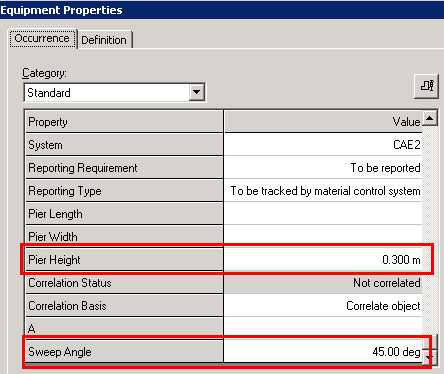 Equipment Properties
Occurrence Definition
Category:
Standard
Property Value
System CAE2
Reporting Requirement To be reported
Reporting Type To be tracked by material control system
Pier Length
Pier Width
Pier Height 0.300 m
Correlation Status Not correlated
Correlation Basis Correlate object
A
Sweep Angle 45.00 deg